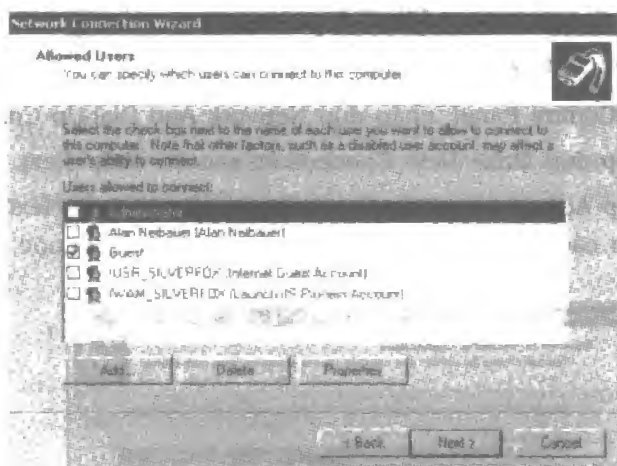 Network Connection Wizard
Allowed Users
You can specify which users can connect to this computer
Select the check box next to the name of each user you want to allow to connect to
this computer. Note that other factors, such as a disabled user account, may affect a
user's ability to connect.
Users allowed to connect:
Administrator
Alan Neibauer (Alan Neibauer)
Guest
IUSR_SILVERFOX (Internet Guest Account)
IWAM_SILVERFOX (Launch IIS Process Account)
Add...
Delete
Properties
< Back
Next >
Cancel